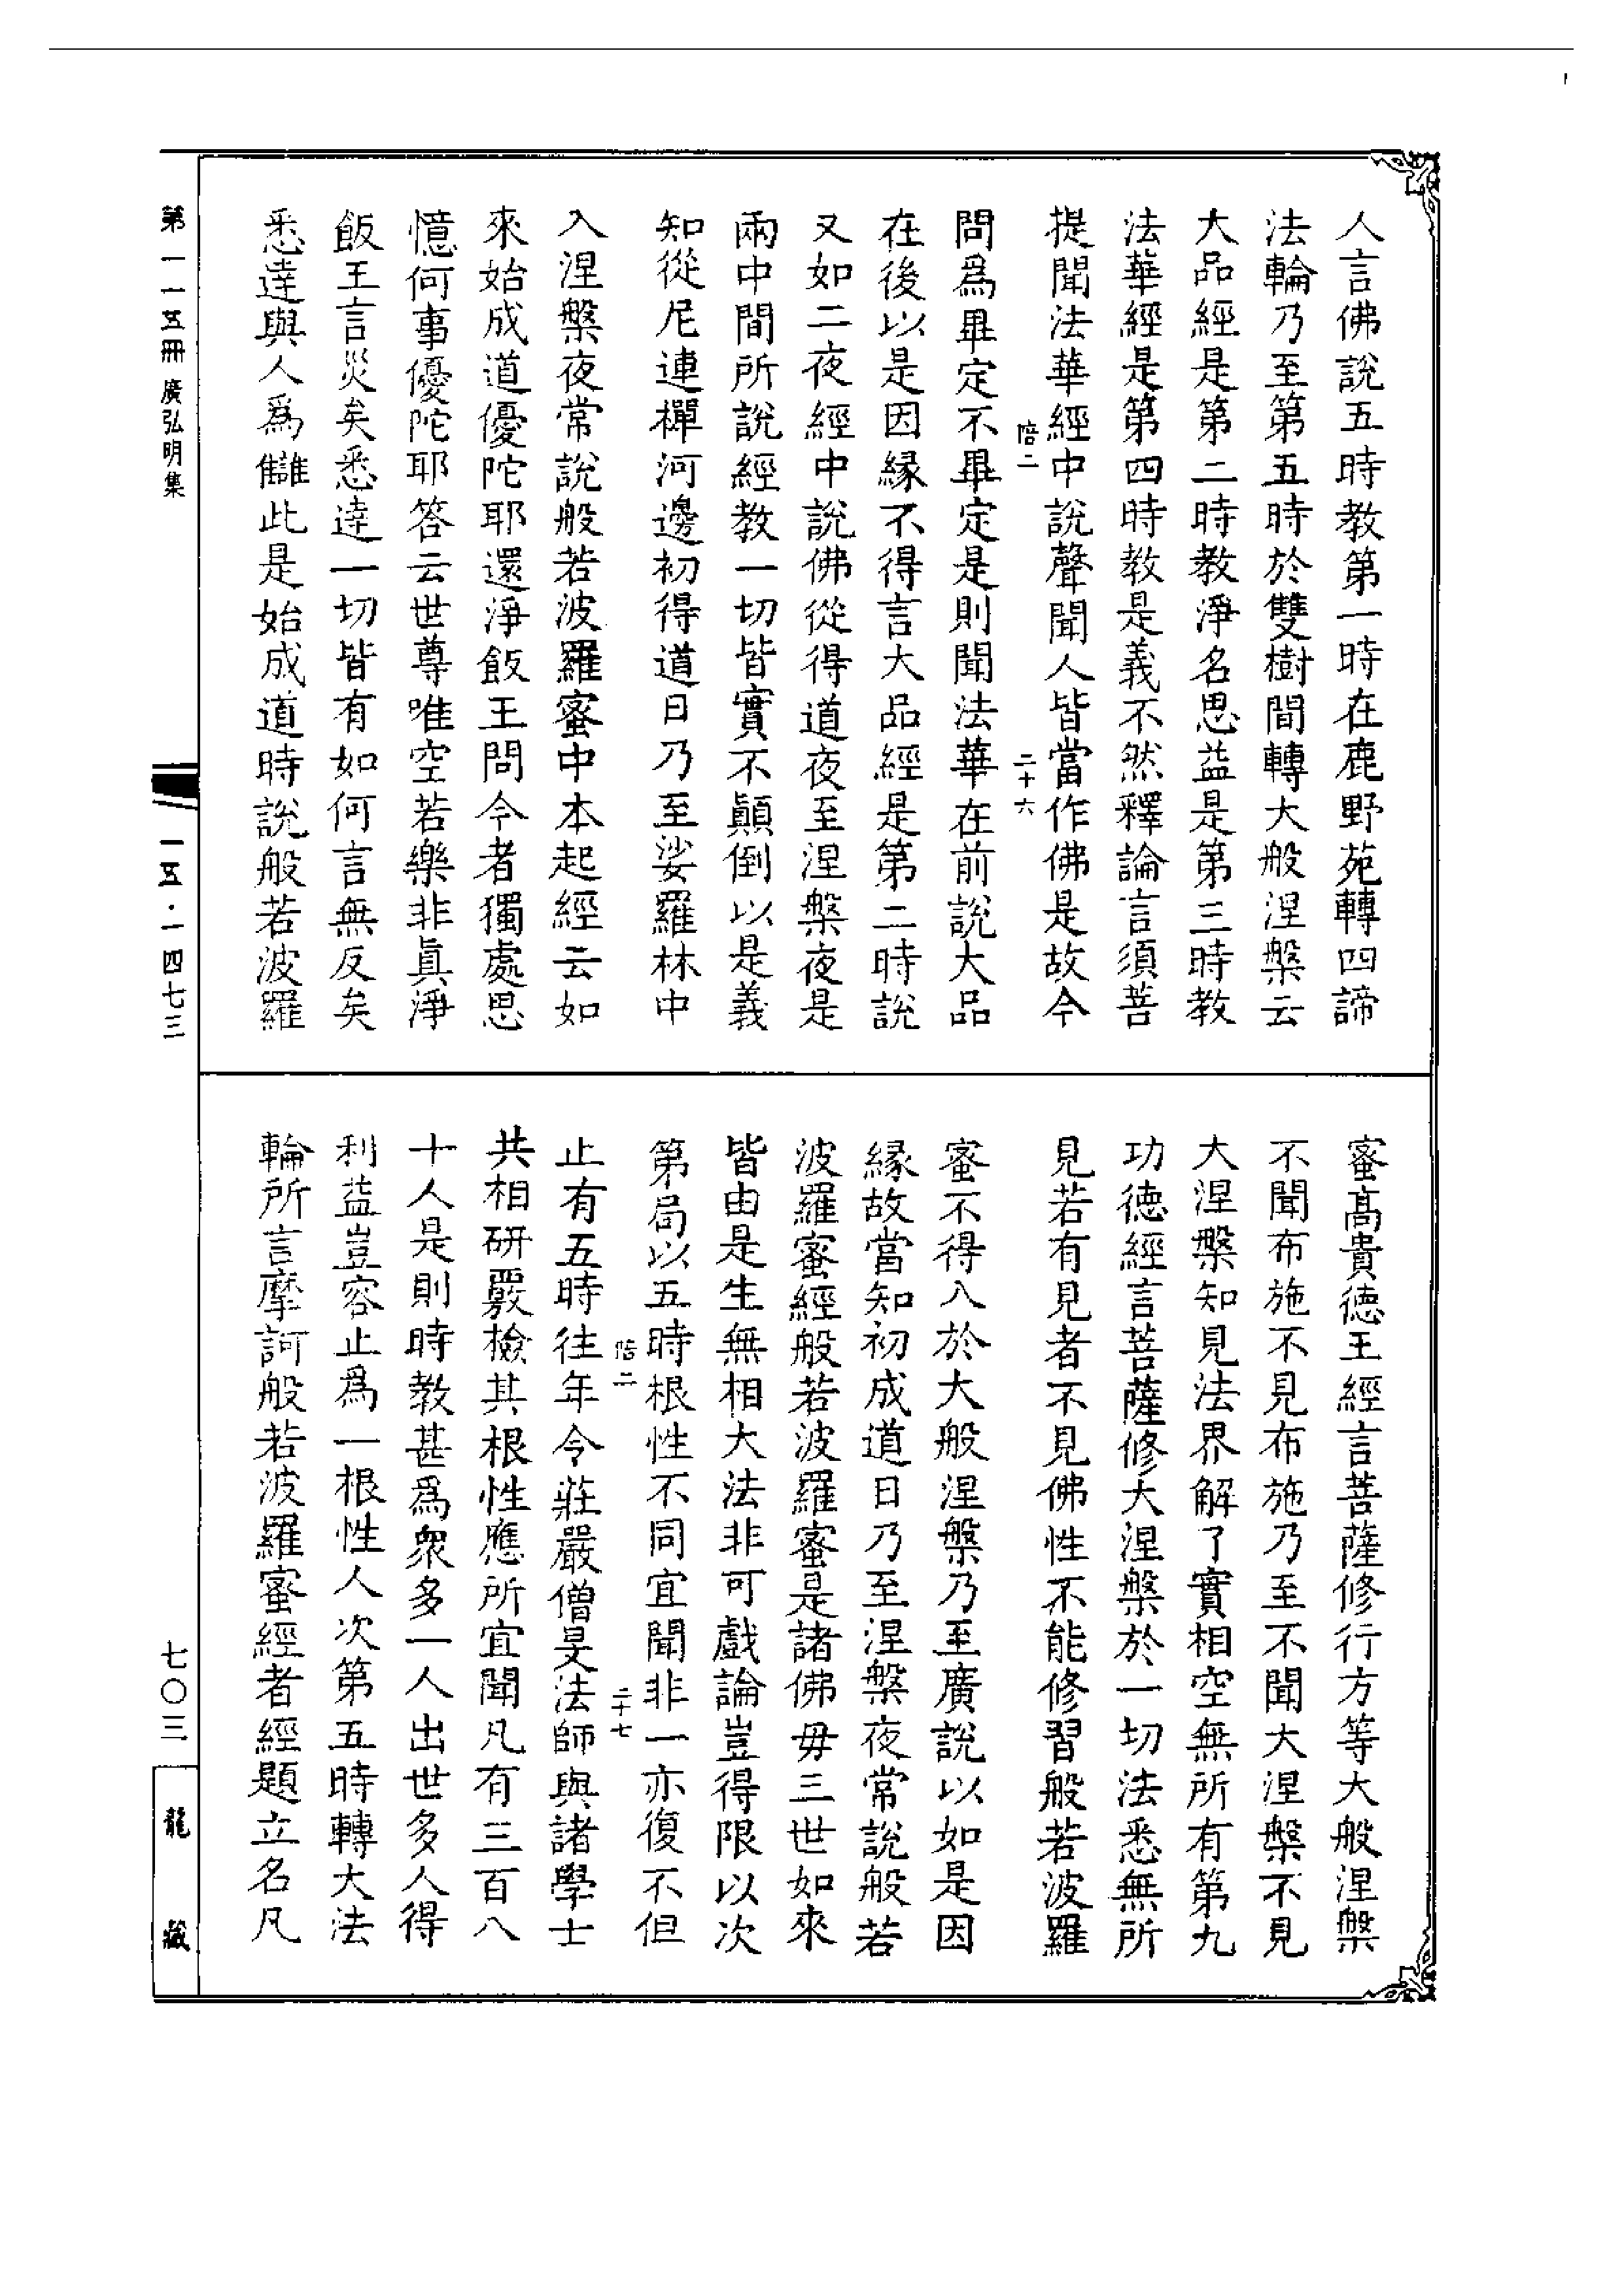 人言佛說五時教第一時在鹿野苑轉四諦
法輪乃至第五時於雙樹間轉大般涅槃云
大品經是第二時教淨名思益是第三時教
法華經是第四時教是義不然釋論言須菩
提聞法華經中說聲聞人皆當作佛是故今
陪二
二十六
問爲畢定不畢定是則聞法華在前說大品
在後以是因緣不得言大品經是第二時說
又如二夜經中說佛從得道夜至涅槃夜是
兩中間所說經教一切皆實不顛倒以是義
知從尼連禪河邊初得道日乃至娑羅林中
入涅槃夜常說般若波羅蜜中本起經云如
來始成道優陀耶還淨飯王問今者獨處思
憶何事優陀耶答云世尊唯空若樂非眞淨
飯王言災矣悉達一切皆有如何言無反矣
悉達與人爲讎此是始成道時說般若波羅
蜜高貴德王經言菩薩修行方等大般涅槃
不聞布施不見布施乃至不聞大涅槃不見
大涅槃知見法界解了實相空無所有第九
功德經言菩薩修大涅槃於一切法悉無所
見若有見者不見佛性不能修習般若波羅
蜜不得入於大般涅槃乃至廣說以如是因
緣故當知初成道日乃至涅槃夜常說般若
波羅蜜經般若波羅蜜是諸佛毋三世如來
皆由是生無相大法非可戲論豈得限以次
第局以五時根性不同宜聞非一亦復不但
陪二
二十七
止有五時往年令莊嚴僧旻法師與諸學士
共相研覈檢其根性應所宜聞凡有三百八
十人是則時教甚爲衆多一人出世多人得
利益豈容止爲一根性人次第五時轉大法
輪所言摩訶般若波羅蜜經者經題立名凡
第一一五冊 廣弘明集
一五·一四七三
七〇三
龍藏